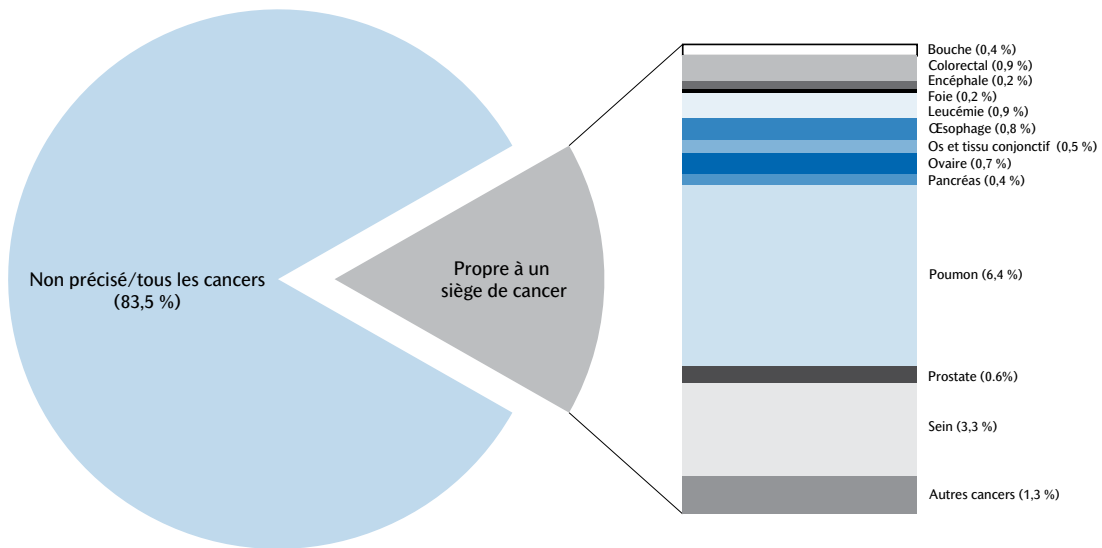 Non précisé/tous les cancers
(83,5 %)
Propre à un
siège de cancer
Bouche (0,4 %)
Colorectal (0,9 %)
Encéphale (0,2 %)
Foie (0,2 %)
Leucémie (0,9 %)
Œsophage (0,8 %)
Os et tissu conjonctif (0,5 %)
Ovaire (0,7 %)
Pancréas (0,4 %)
Poumon (6,4 %)
Prostate (0.6%)
Sein (3,3 %)
Autres cancers (1,3 %)